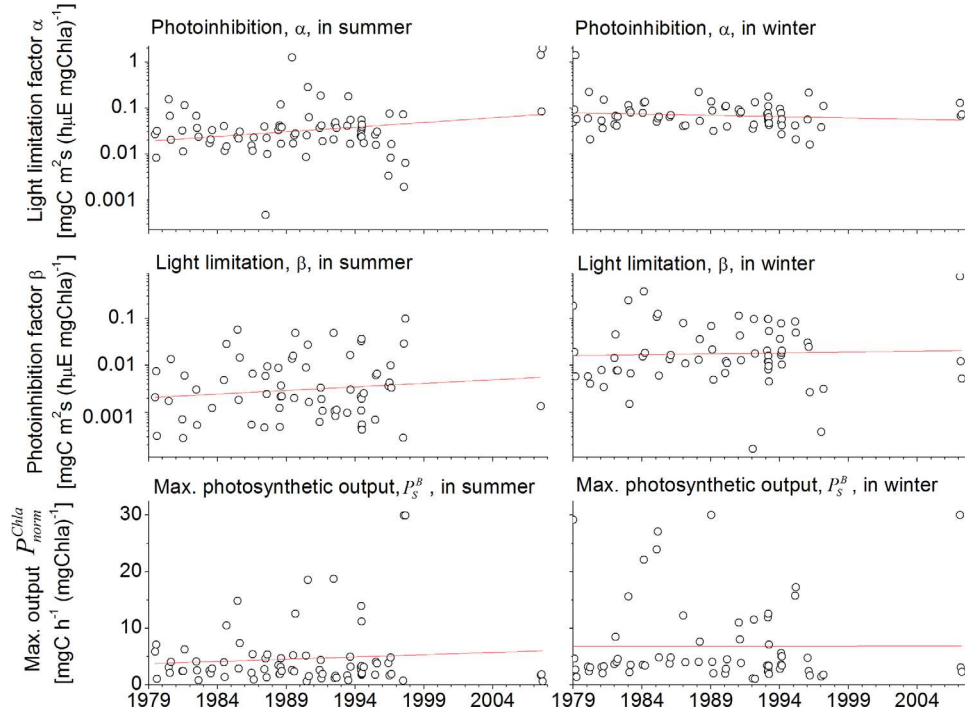 Photoinhibition, α, in summer
Photoinhibition, α, in winter
Light limitation factor α
[mgC m²s (hµE mgChla)⁻¹]
1
0.1
0.01
0.001
Light limitation, β, in summer
Light limitation, β, in winter
Photoinhibition factor β
[mgC m²s (hµE mgChla)⁻¹]
0.1
0.01
0.001
Max. photosynthetic output, P_S^B , in summer
Max. photosynthetic output, P_S^B , in winter
Max. output P_norm^Chla
[mgC h⁻¹ (mgChla)⁻¹]
30
20
10
5
0
1979 1984 1989 1994 1999 2004
1979 1984 1989 1994 1999 2004